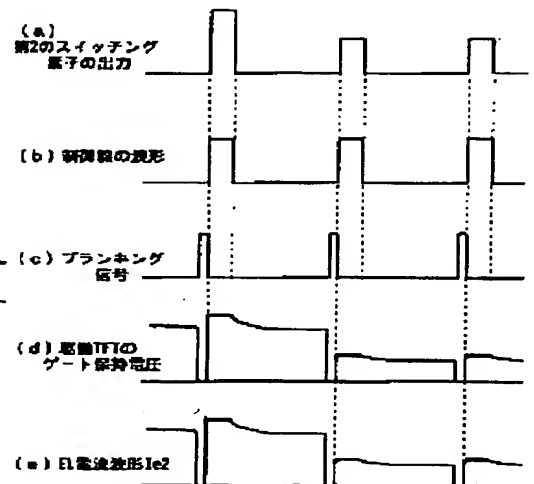 (a)
第2のスイッチング
素子の出力
(b) 制御線の波形
(c) ブランキング
信号
(d) 駆動TFTの
ゲート保持電圧
(e) EL電流波形Ie2